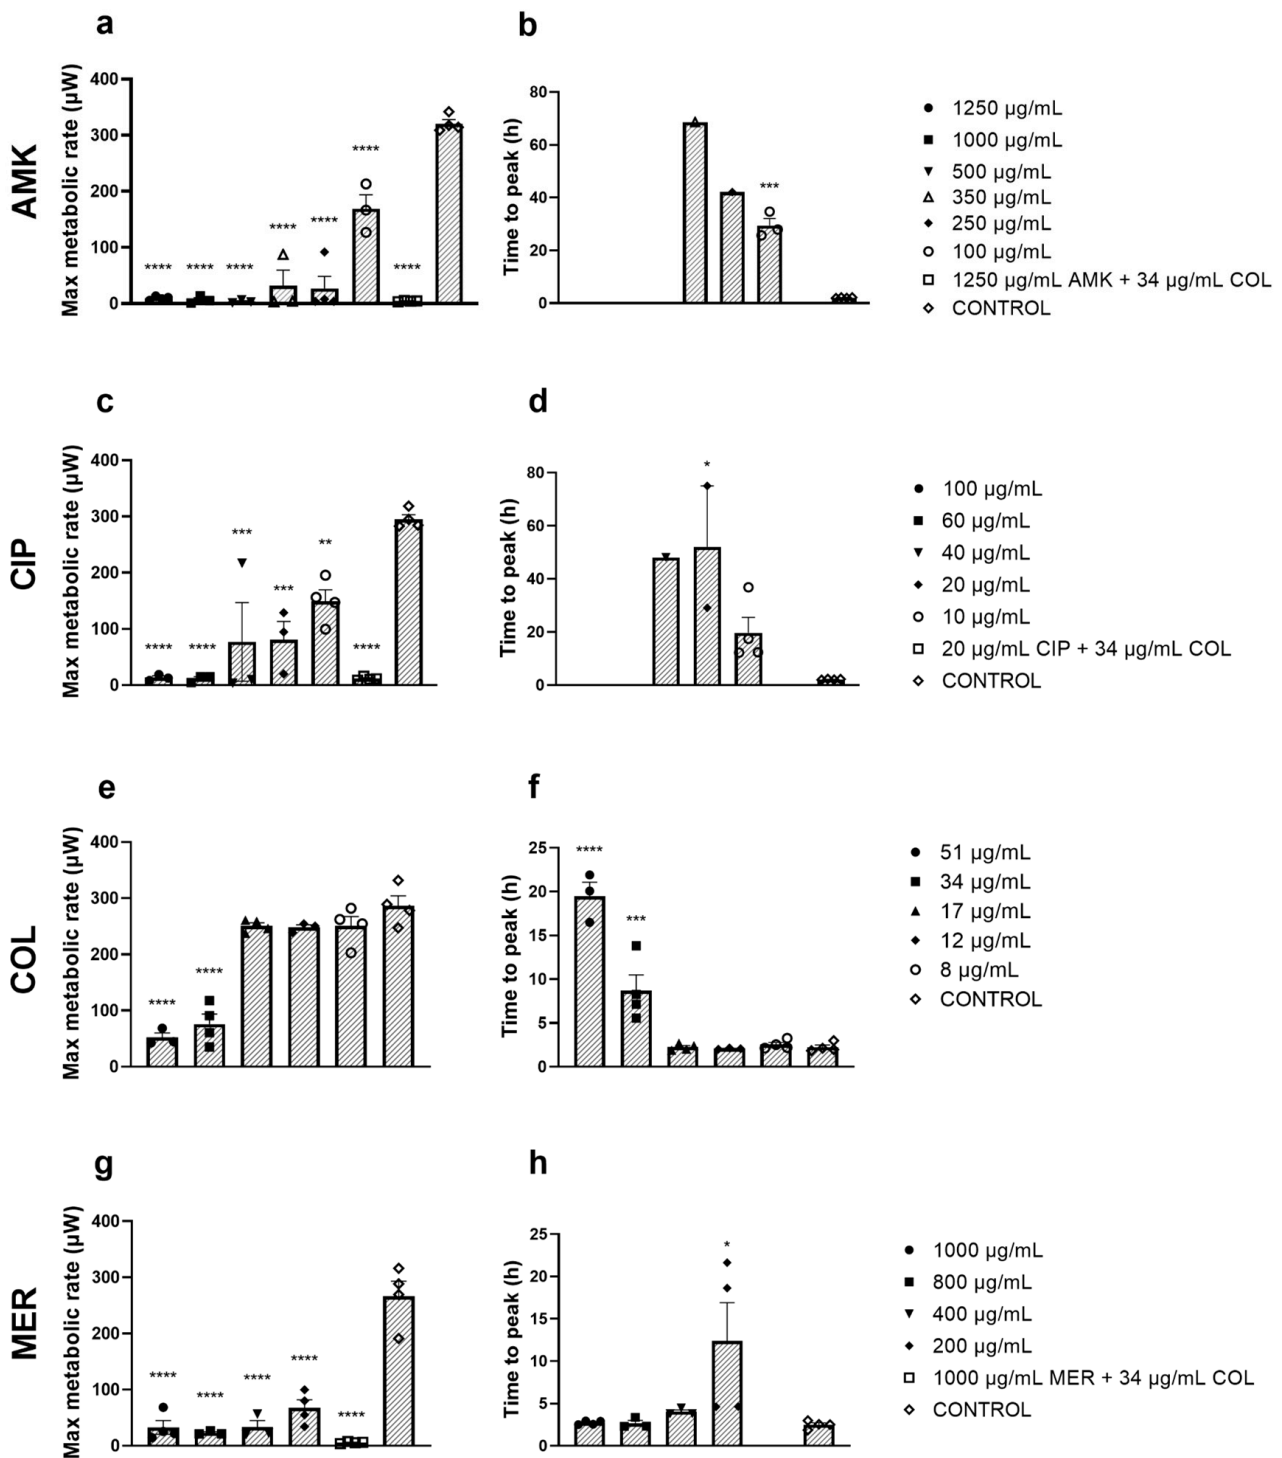 a
b
AMK
Max metabolic rate (µW)
400
300
200
100
0
**** **** **** **** **** **** ****
Time to peak (h)
80
60
40
20
0
***
1250 µg/mL
1000 µg/mL
500 µg/mL
350 µg/mL
250 µg/mL
100 µg/mL
1250 µg/mL AMK + 34 µg/mL COL
CONTROL
c
d
CIP
Max metabolic rate (µW)
400
300
200
100
0
**** **** *** *** ** ****
Time to peak (h)
80
60
40
20
0
*
100 µg/mL
60 µg/mL
40 µg/mL
20 µg/mL
10 µg/mL
20 µg/mL CIP + 34 µg/mL COL
CONTROL
e
f
COL
Max metabolic rate (µW)
400
300
200
100
0
**** ****
Time to peak (h)
25
20
15
10
5
0
**** ***
51 µg/mL
34 µg/mL
17 µg/mL
12 µg/mL
8 µg/mL
CONTROL
g
h
MER
Max metabolic rate (µW)
400
300
200
100
0
**** **** **** **** ****
Time to peak (h)
25
20
15
10
5
0
*
1000 µg/mL
800 µg/mL
400 µg/mL
200 µg/mL
1000 µg/mL MER + 34 µg/mL COL
CONTROL